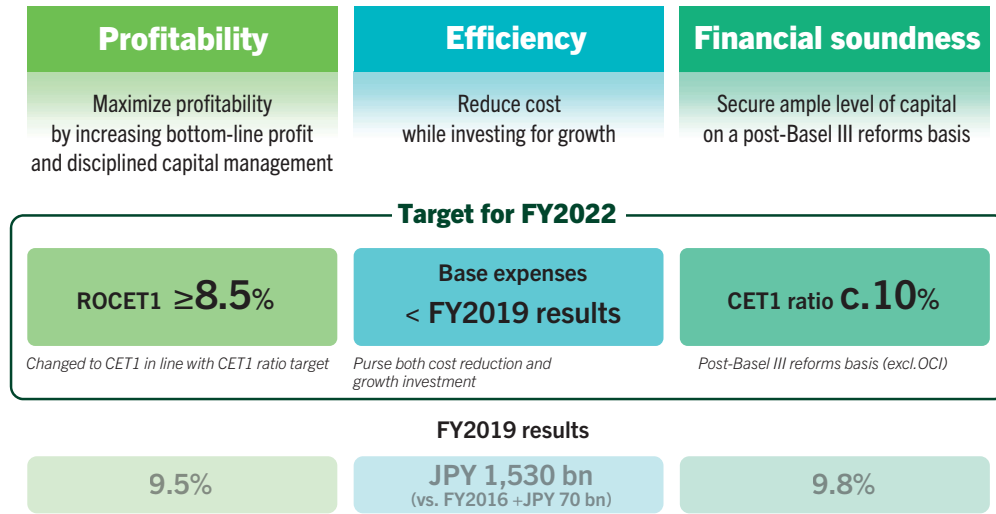 Profitability
Maximize profitability
by increasing bottom-line profit
and disciplined capital management
Efficiency
Reduce cost
while investing for growth
Financial soundness
Secure ample level of capital
on a post-Basel III reforms basis
Target for FY2022
ROCET1 ≥8.5%
Changed to CET1 in line with CET1 ratio target
Base expenses
< FY2019 results
Purse both cost reduction and
growth investment
CET1 ratio c.10%
Post-Basel III reforms basis (excl.OCI)
FY2019 results
9.5%
JPY 1,530 bn
(vs. FY2016 +JPY 70 bn)
9.8%